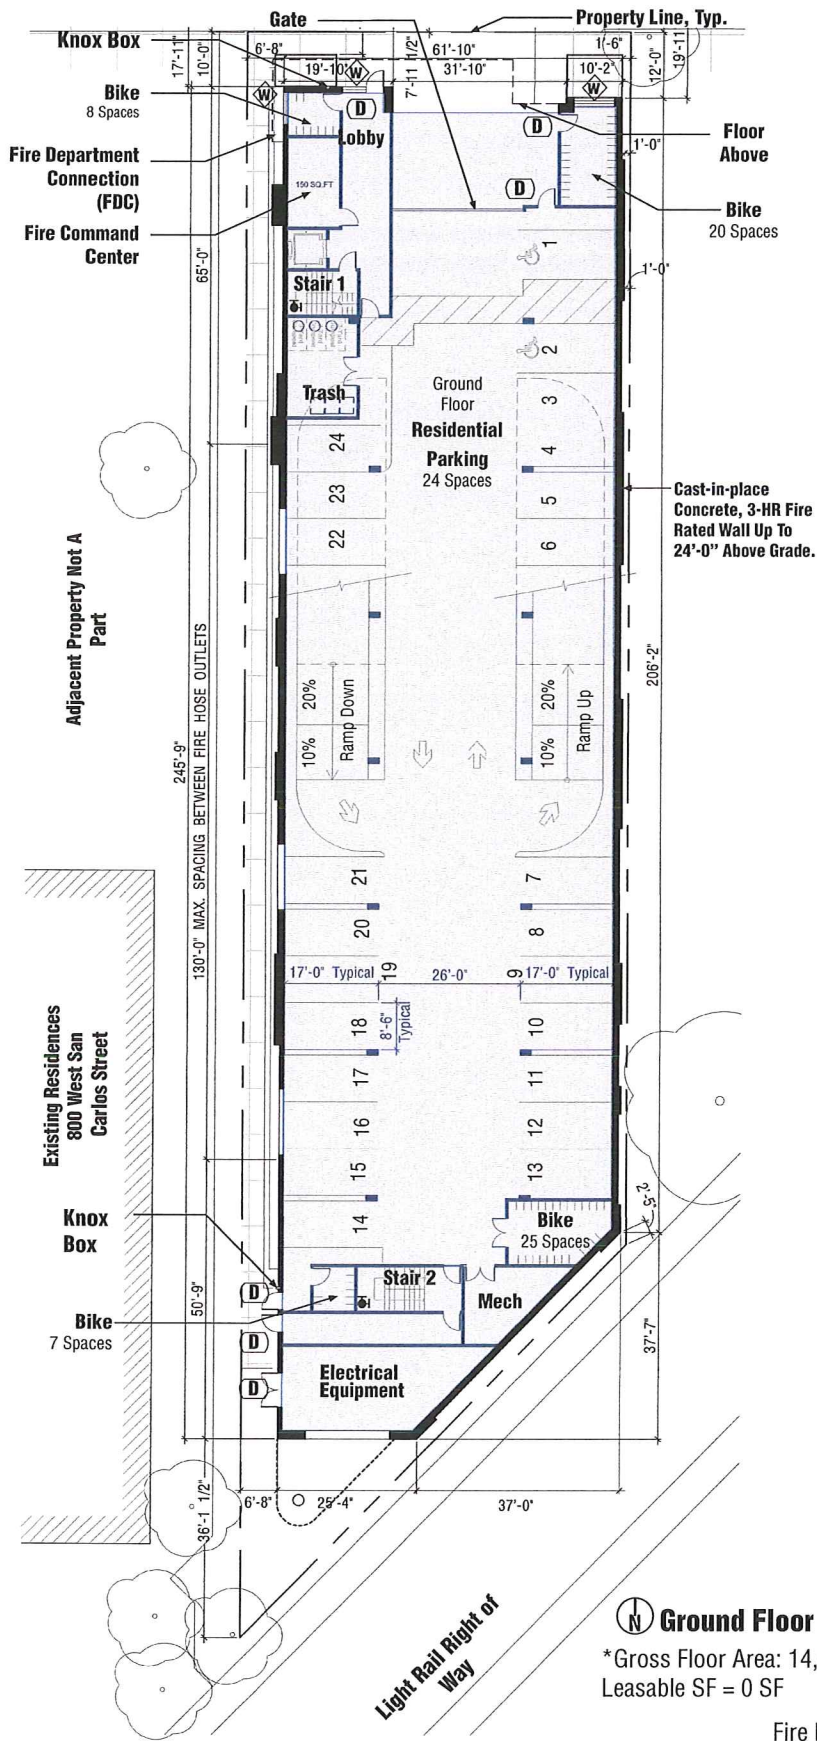 Gate
Property Line, Typ.
Knox Box
6'-8"
61'-10"
1'-6"
17'-11"
10'-0"
19'-10"
7'-11 1/2"
31'-10"
10'-2"
12'-0"
19'-11
W
W
W
Bike
8 Spaces
D
D
D
Lobby
Floor
Above
1'-0"
Fire Department
Connection
(FDC)
150 SQ.FT
Bike
20 Spaces
Fire Command
Center
65'-0"
1
1'-0"
Stair 1
2
Trash
Ground
Floor
Residential
Parking
24 Spaces
3
4
5
6
24
23
22
Cast-in-place
Concrete, 3-HR Fire
Rated Wall Up To
24'-0" Above Grade.
Adjacent Property Not A
Part
245'-9"
130'-0" MAX. SPACING BETWEEN FIRE HOSE OUTLETS
206'-2"
10%
20%
Ramp Down
10%
20%
Ramp Up
21
7
20
8
17'-0" Typical
19
26'-0"
9
17'-0" Typical
18
8'-6"
Typical
10
17
11
16
12
15
13
14
Existing Residences
800 West San
Carlos Street
Knox
Box
2'-5"
Bike
25 Spaces
Stair 2
Mech
50'-9"
D
D
D
Bike
7 Spaces
37'-7"
Electrical
Equipment
36'-1 1/2"
6'-8"
25'-4"
37'-0"
Light Rail Right of
Way
N
Ground Floor
*Gross Floor Area: 14,
Leasable SF = 0 SF
Fire